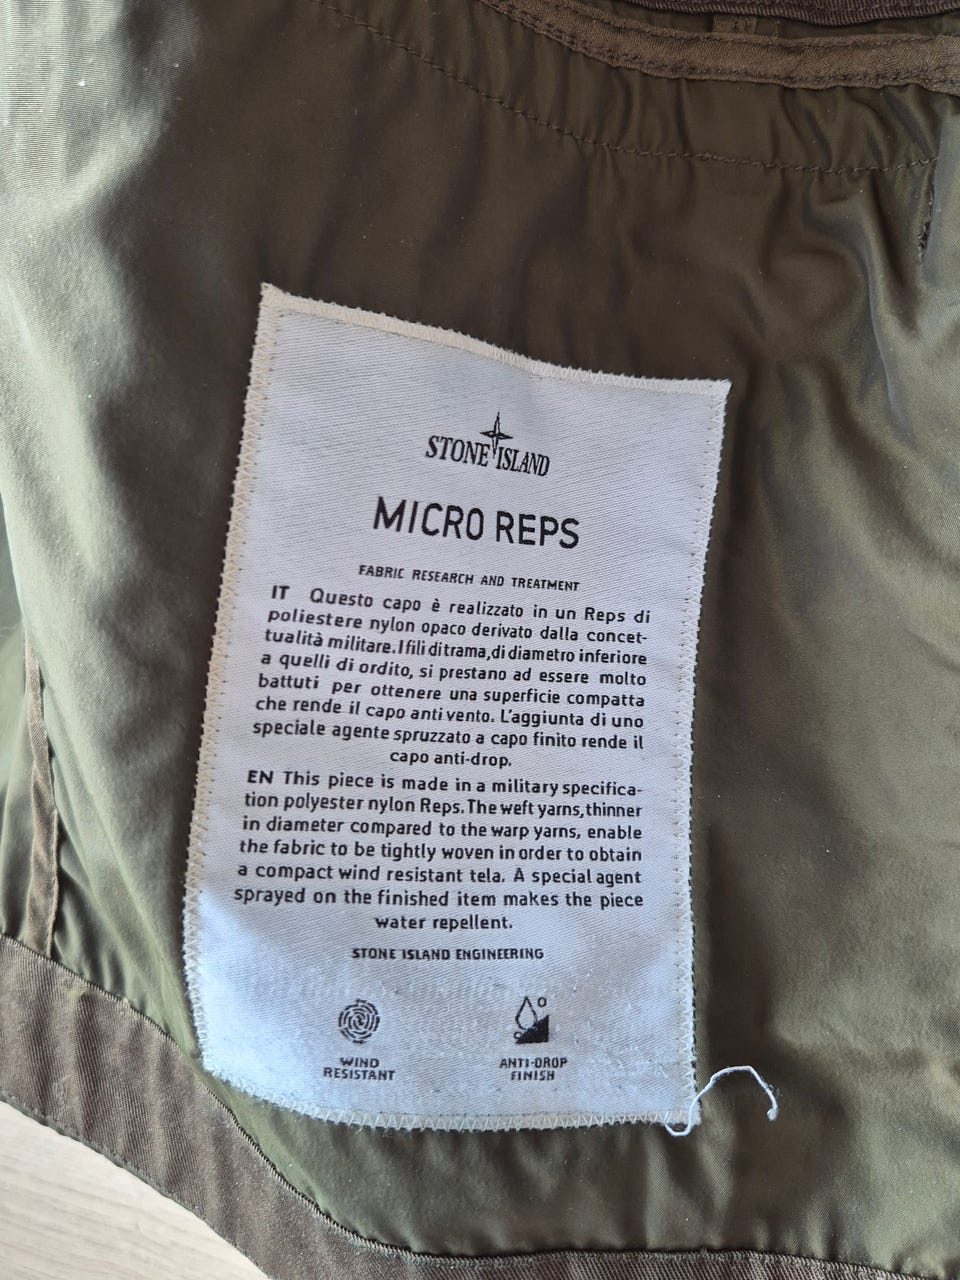 STONE ISLAND
MICRO REPS
FABRIC RESEARCH AND TREATMENT
IT Questo capo è realizzato in un Reps di
poliestere nylon opaco derivato dalla concet-
tualità militare. I fili di trama, di diametro inferiore
a quelli di ordito, si prestano ad essere molto
battuti per ottenere una superficie compatta
che rende il capo antivento. L'aggiunta di uno
speciale agente spruzzato a capo finito rende il
capo anti-drop.
EN This piece is made in a military specifica-
tion polyester nylon Reps. The weft yarns, thinner
in diameter compared to the warp yarns, enable
the fabric to be tightly woven in order to obtain
a compact wind resistant tela. A special agent
sprayed on the finished item makes the piece
water repellent.
STONE ISLAND ENGINEERING
WIND
RESISTANT
ANTI-DROP
FINISH